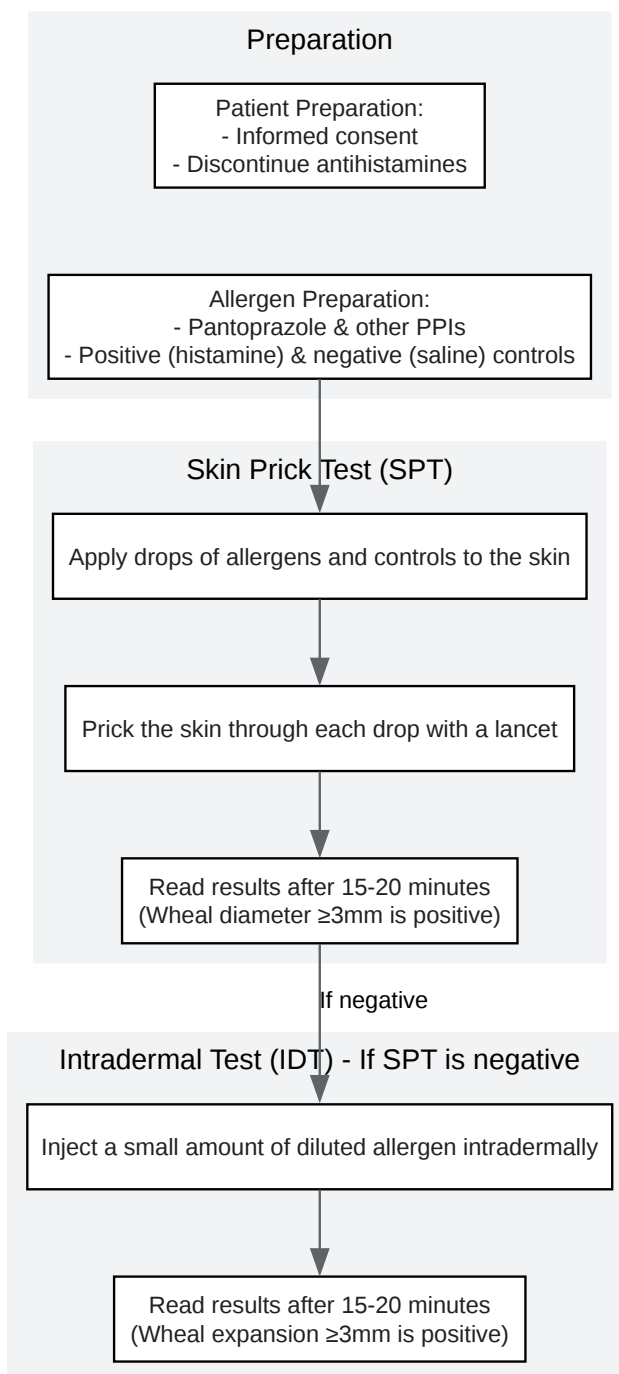 Preparation
Patient Preparation:
- Informed consent
- Discontinue antihistamines
Allergen Preparation:
- Pantoprazole & other PPIs
- Positive (histamine) & negative (saline) controls
Skin Prick Test (SPT)
Apply drops of allergens and controls to the skin
Prick the skin through each drop with a lancet
Read results after 15-20 minutes
(Wheal diameter ≥3mm is positive)
If negative
Intradermal Test (IDT) - If SPT is negative
Inject a small amount of diluted allergen intradermally
Read results after 15-20 minutes
(Wheal expansion ≥3mm is positive)